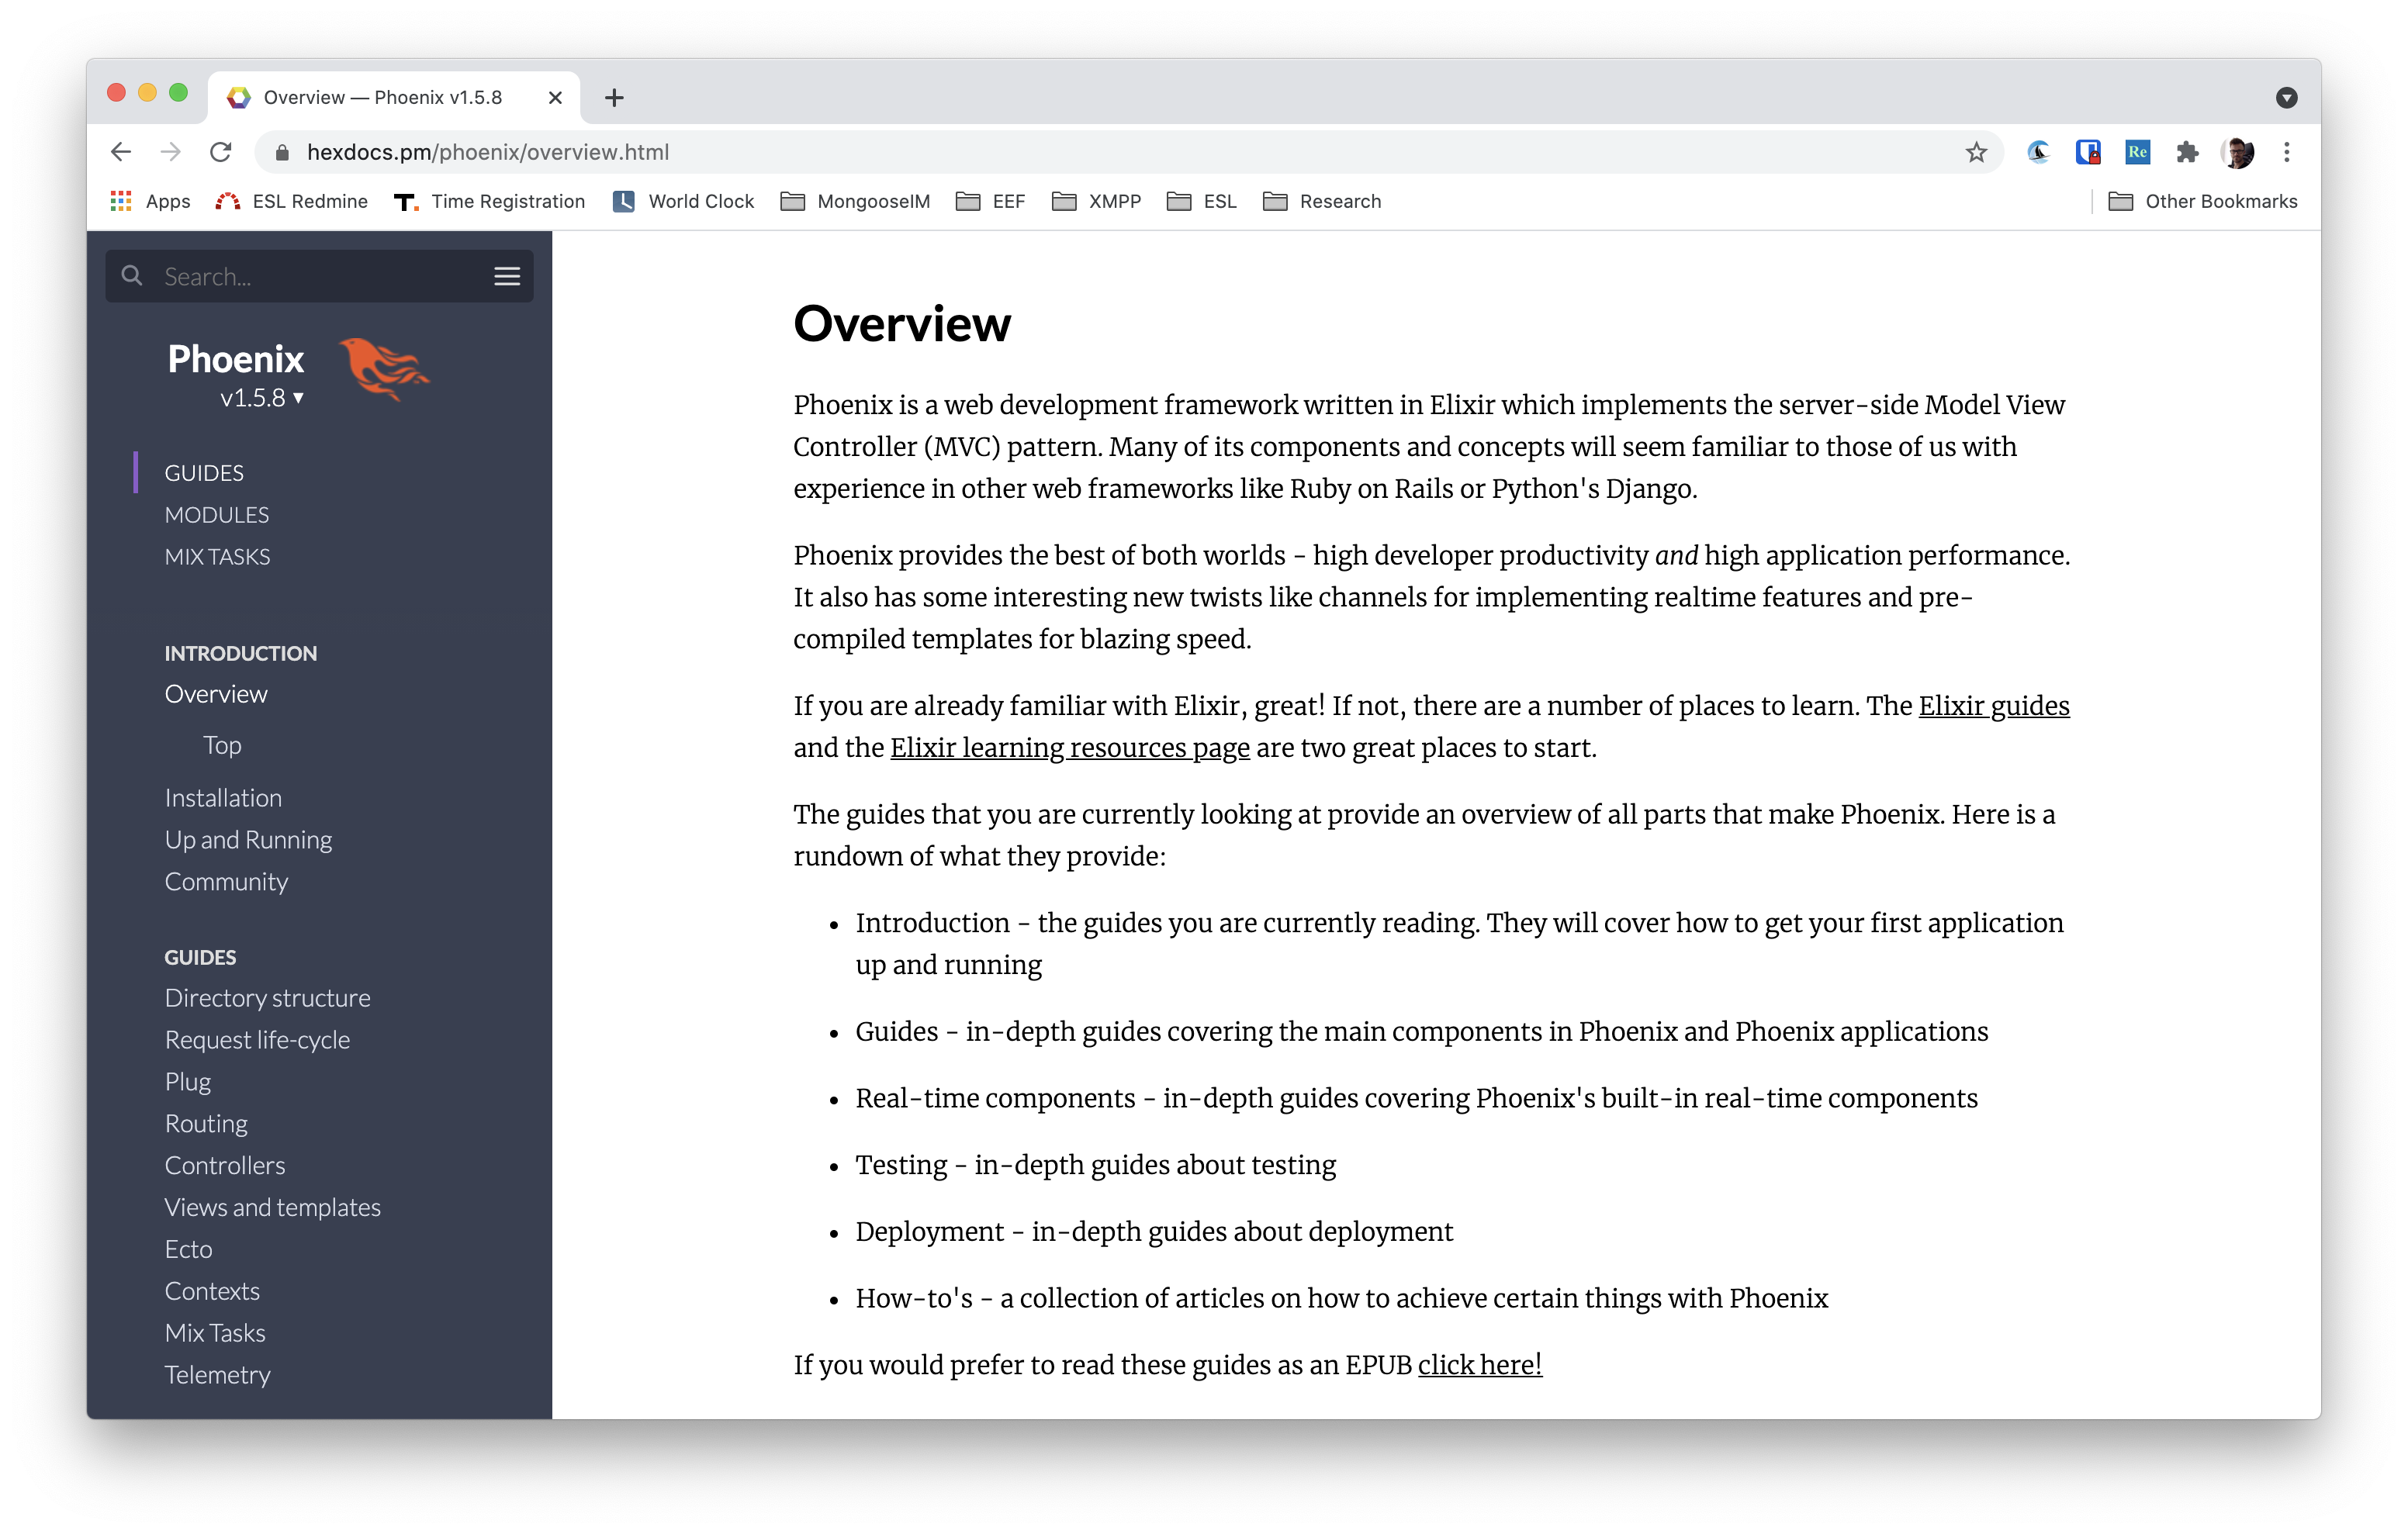 Overview — Phoenix v1.5.8
hexdocs.pm/phoenix/overview.html
Re
Apps
ESL Redmine
T.
Time Registration
World Clock
MongooseIM
EEF
XMPP
ESL
Research
Other Bookmarks
Search...
Phoenix
v1.5.8
GUIDES
MODULES
MIX TASKS
INTRODUCTION
Overview
Top
Installation
Up and Running
Community
GUIDES
Directory structure
Request life-cycle
Plug
Routing
Controllers
Views and templates
Ecto
Contexts
Mix Tasks
Telemetry
Overview
Phoenix is a web development framework written in Elixir which implements the server-side Model View
Controller (MVC) pattern. Many of its components and concepts will seem familiar to those of us with
experience in other web frameworks like Ruby on Rails or Python's Django.
Phoenix provides the best of both worlds - high developer productivity and high application performance.
It also has some interesting new twists like channels for implementing realtime features and pre-
compiled templates for blazing speed.
If you are already familiar with Elixir, great! If not, there are a number of places to learn. The Elixir guides
and the Elixir learning resources page are two great places to start.
The guides that you are currently looking at provide an overview of all parts that make Phoenix. Here is a
rundown of what they provide:
• Introduction - the guides you are currently reading. They will cover how to get your first application
up and running
• Guides - in-depth guides covering the main components in Phoenix and Phoenix applications
• Real-time components - in-depth guides covering Phoenix's built-in real-time components
• Testing - in-depth guides about testing
• Deployment - in-depth guides about deployment
• How-to's - a collection of articles on how to achieve certain things with Phoenix
If you would prefer to read these guides as an EPUB click here!